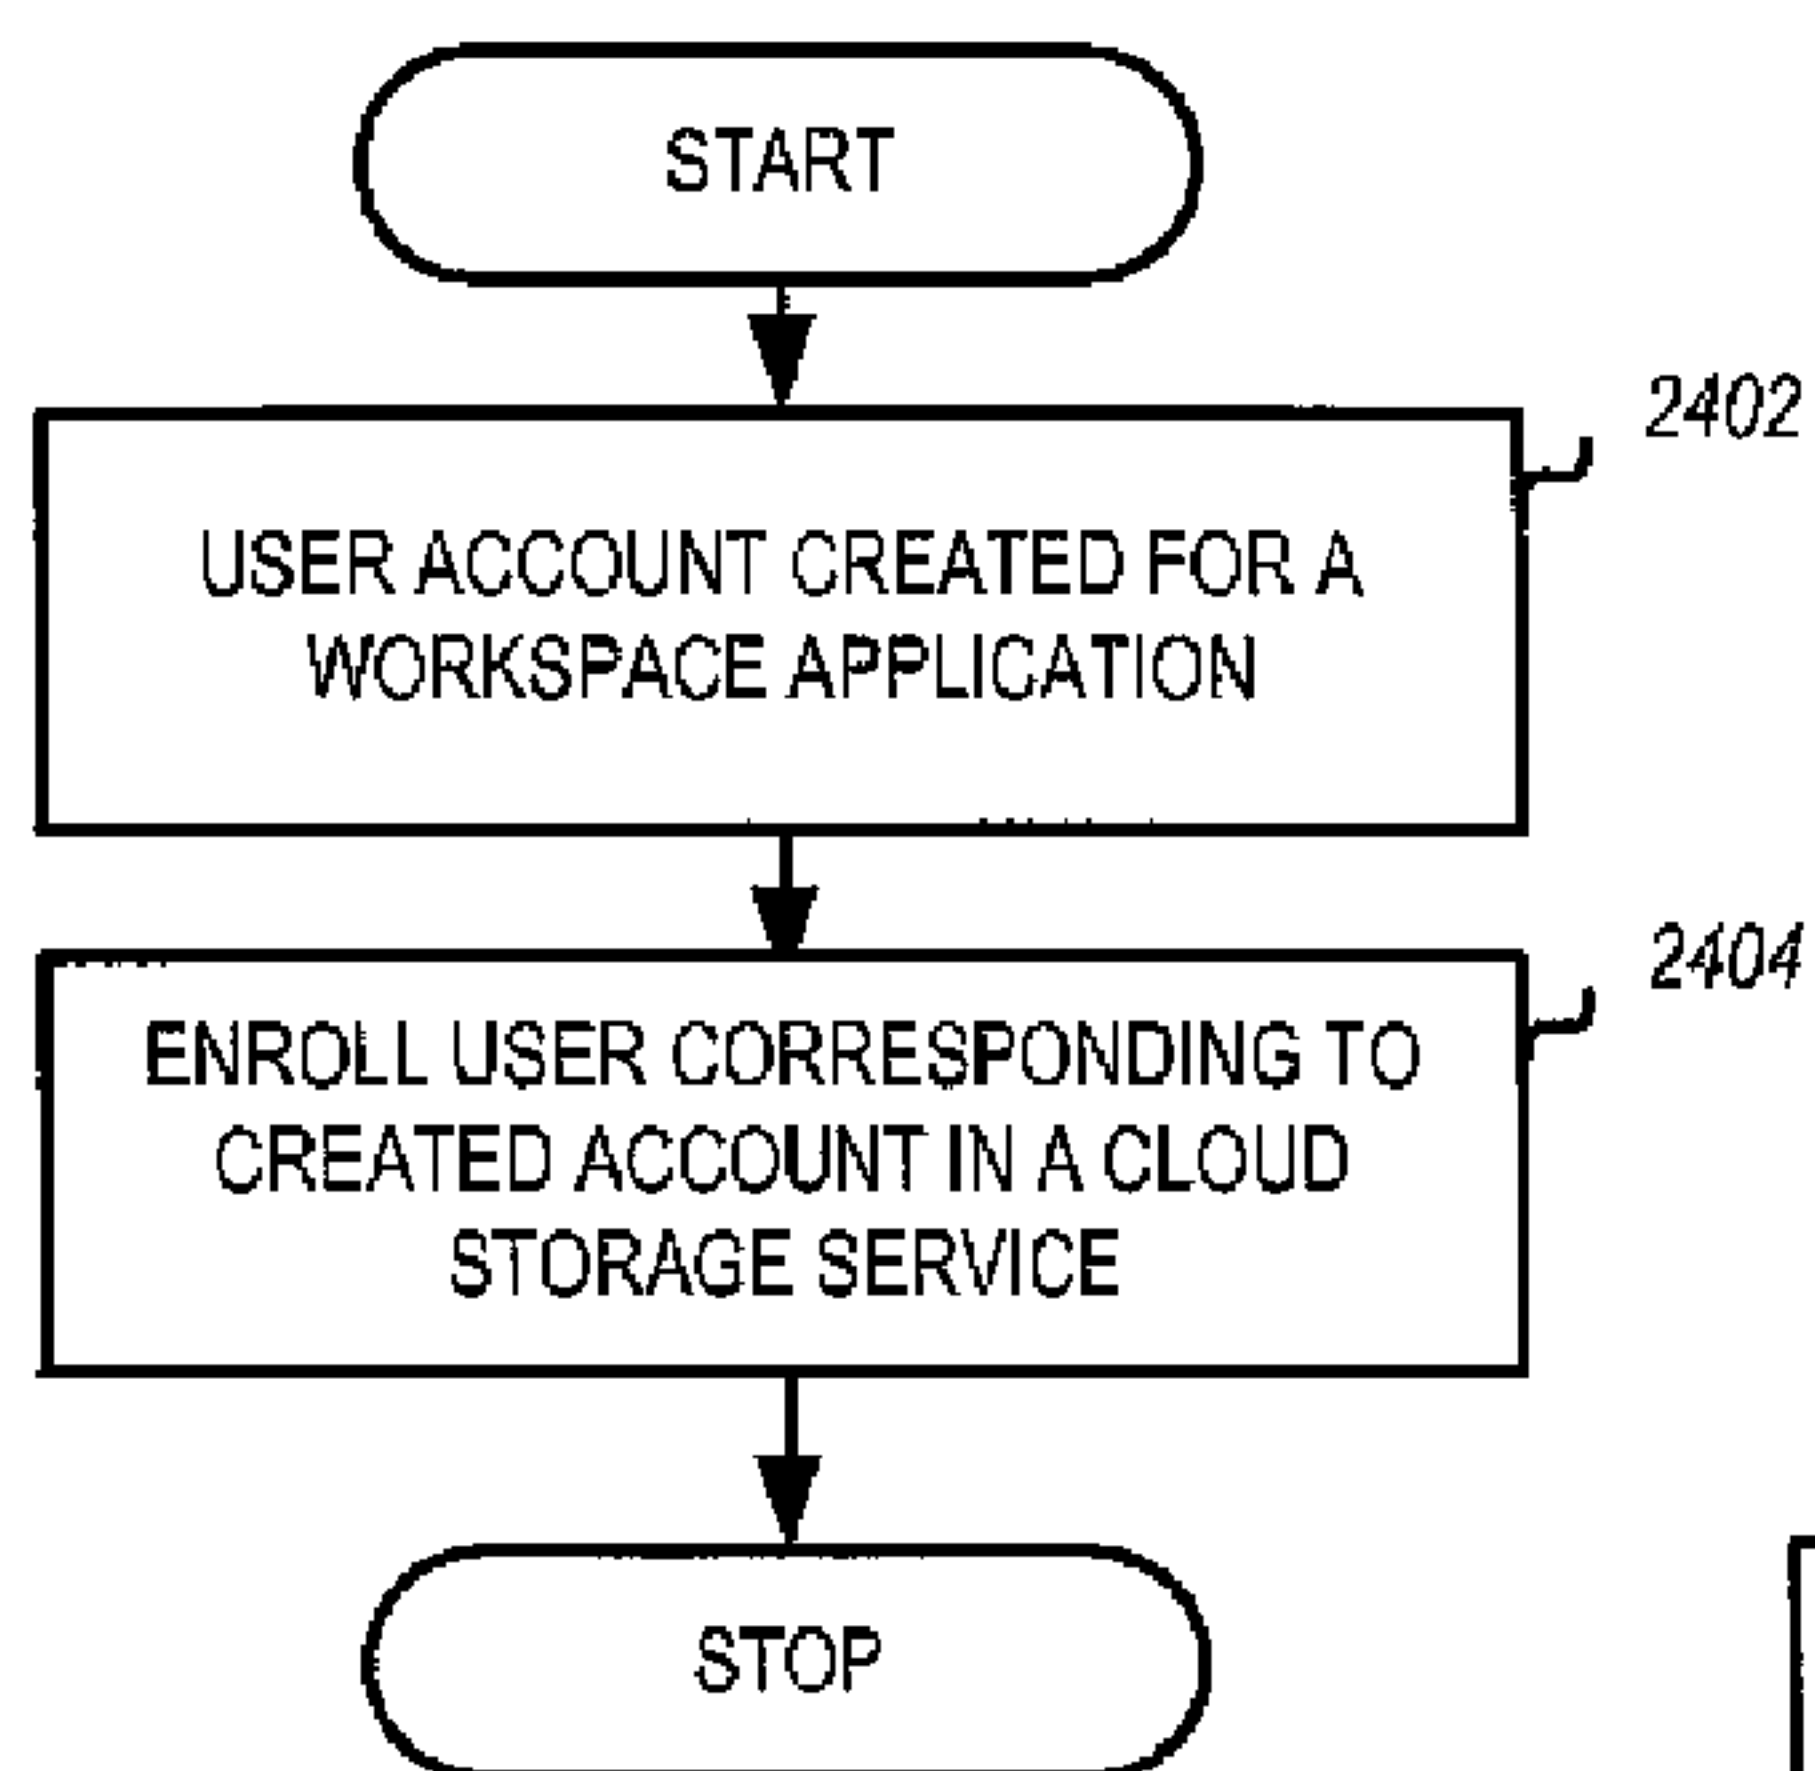 START
2402
USER ACCOUNT CREATED FOR A
WORKSPACE APPLICATION
2404
ENROLL USER CORRESPONDING TO
CREATED ACCOUNT IN A CLOUD
STORAGE SERVICE
STOP